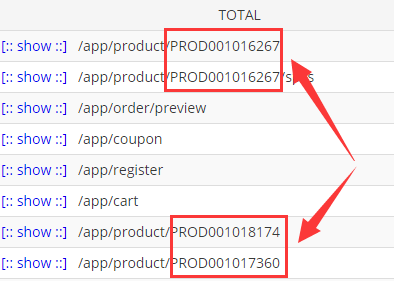 TOTAL
[:: show ::] /app/product/PROD001016267
[:: show ::] /app/product/PROD001016267/
[:: show ::] /app/order/preview
[:: show ::] /app/coupon
[:: show ::] /app/register
[:: show ::] /app/cart
[:: show ::] /app/product/PROD001018174
[:: show ::] /app/product/PROD001017360